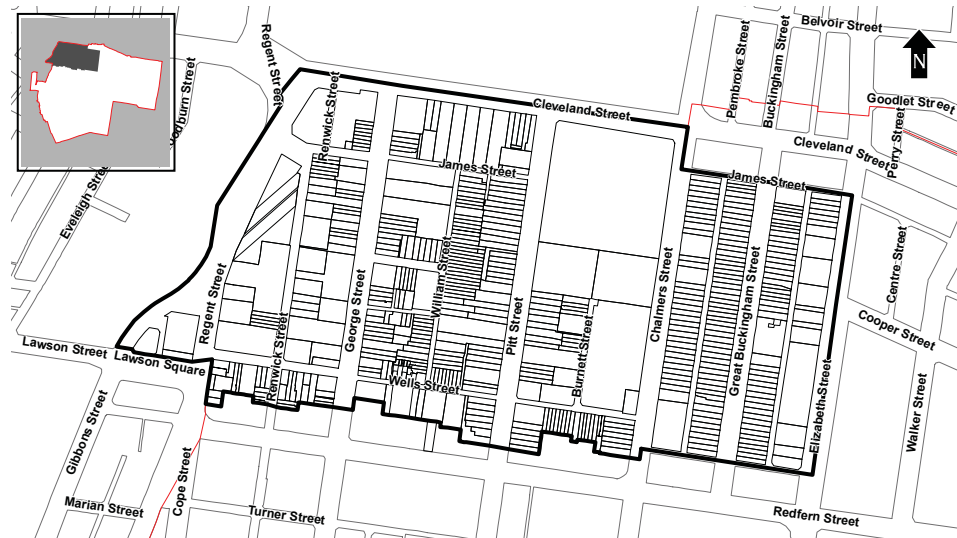 Belvoir Street
Regent Street
Pembroke Street
Buckingham Street
N
Goodlet Street
Cleveland Street
Perry Street
Cleveland Street
odburn Street
Renwick Street
James Street
James Street
Eveleigh Street
Centre Street
William Street
Chalmers Street
Great Buckingham Street
Regent Street
George Street
Pitt Street
Cooper Street
Lawson Street
Lawson Square
Renwick Street
Burnett Street
Wells Street
Elizabeth Street
Walker Street
Gibbons Street
Cope Street
Marian Street
Turner Street
Redfern Street